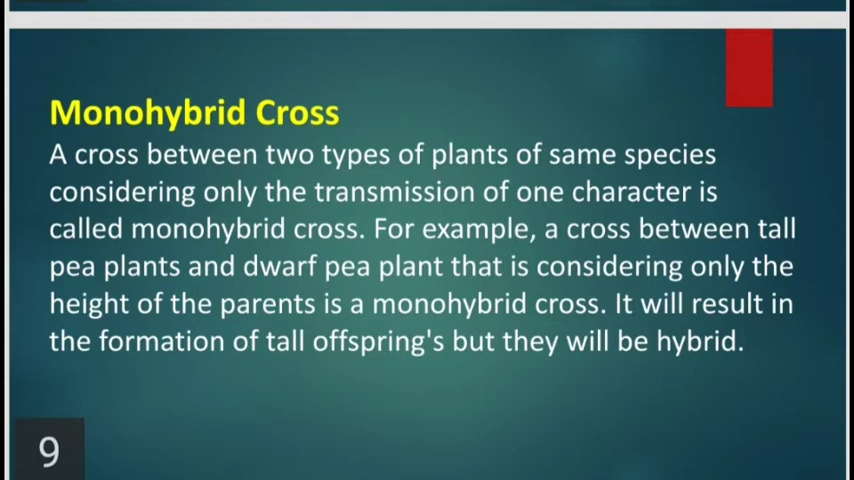 Monohybrid Cross
A cross between two types of plants of same species
considering only the transmission of one character is
called monohybrid cross. For example, a cross between tall
pea plants and dwarf pea plant that is considering only the
height of the parents is a monohybrid cross. It will result in
the formation of tall offspring's but they will be hybrid.
9